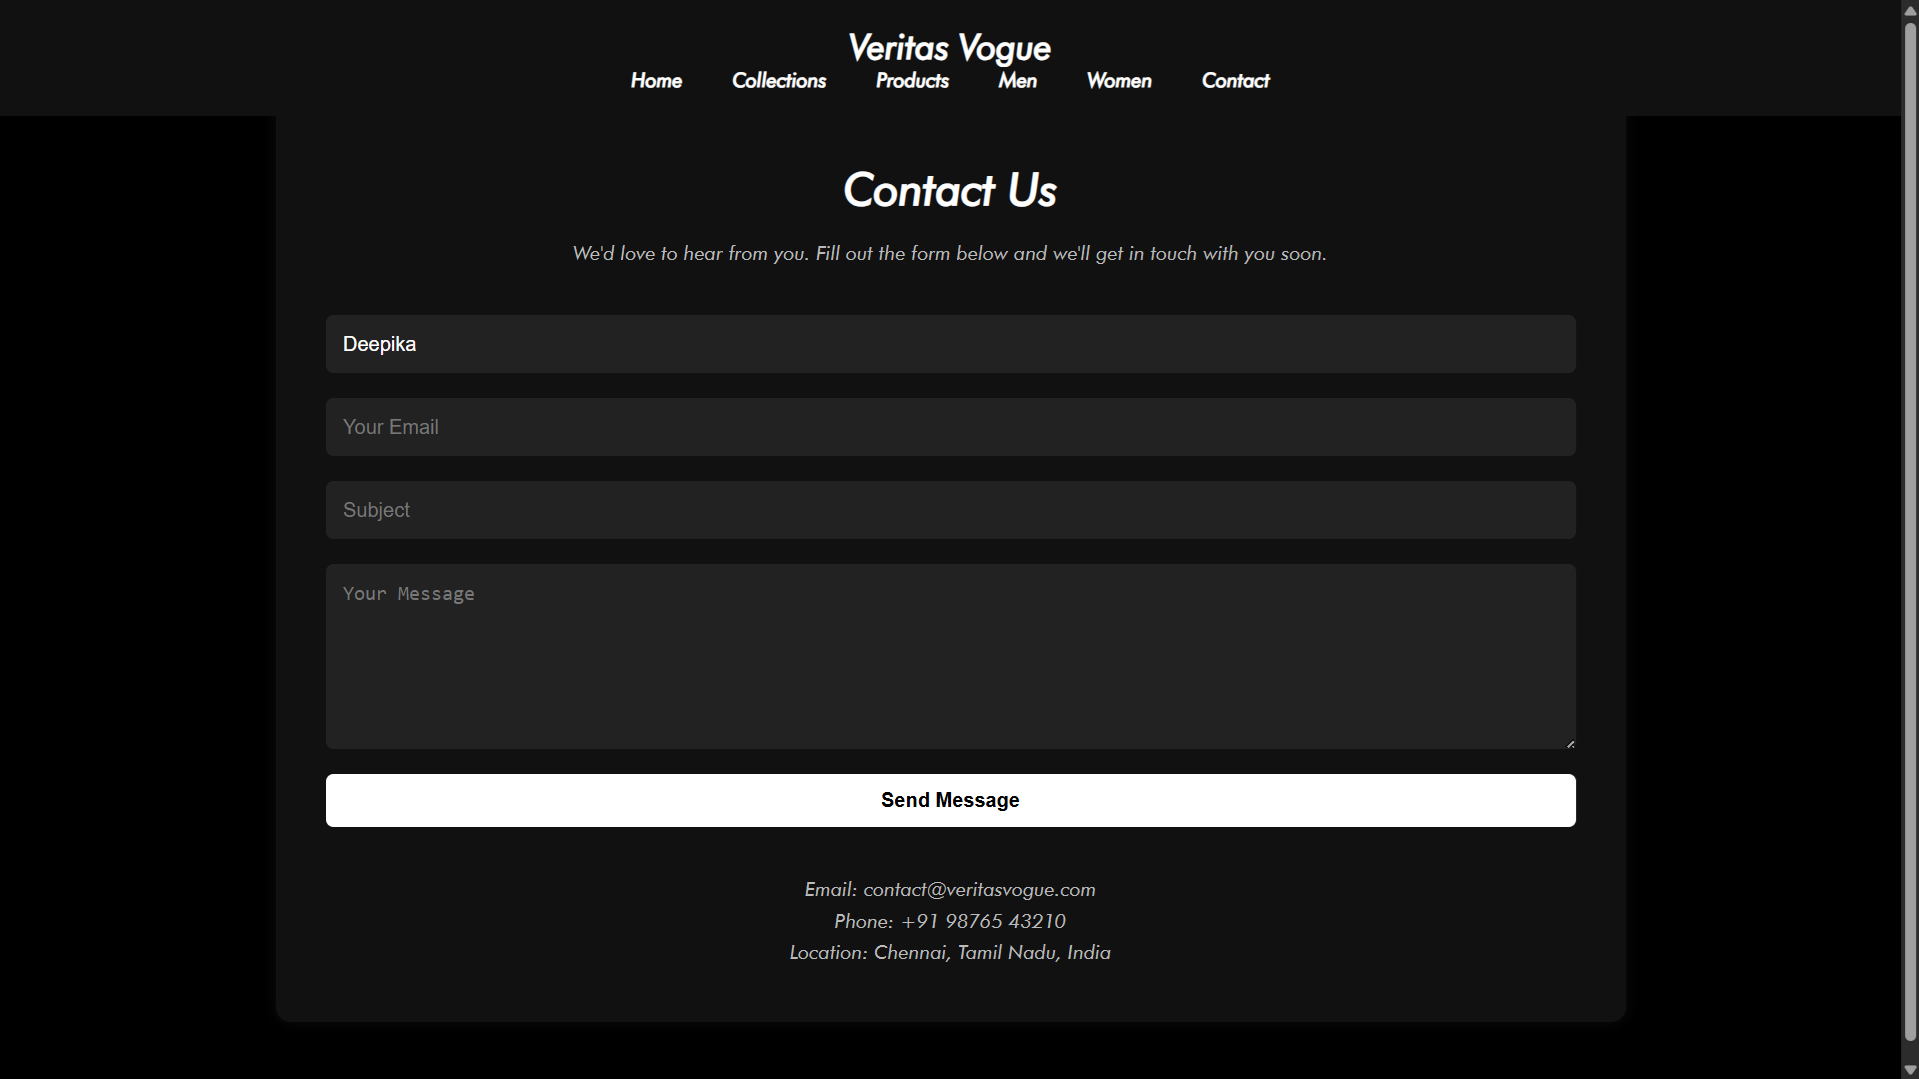 Veritas Vogue
Home Collections Products Men Women Contact
Contact Us
We'd love to hear from you. Fill out the form below and we'll get in touch with you soon.
Deepika
Your Email
Subject
Your Message
Send Message
Email: contact@veritasvogue.com
Phone: +91 98765 43210
Location: Chennai, Tamil Nadu, India